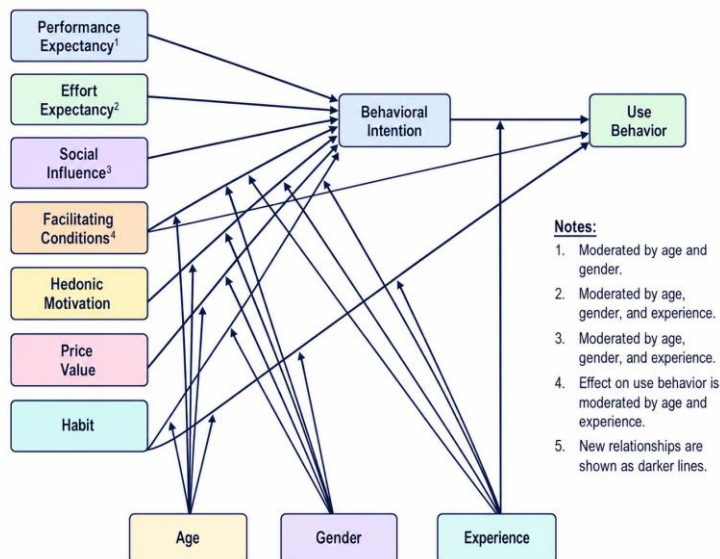 Performance
Expectancy¹
Effort
Expectancy²
Social
Influence³
Facilitating
Conditions⁴
Hedonic
Motivation
Price
Value
Habit
Behavioral
Intention
Use
Behavior
Notes:
1. Moderated by age and
gender.
2. Moderated by age,
gender, and experience.
3. Moderated by age,
gender, and experience.
4. Effect on use behavior is
moderated by age and
experience.
5. New relationships are
shown as darker lines.
Age
Gender
Experience